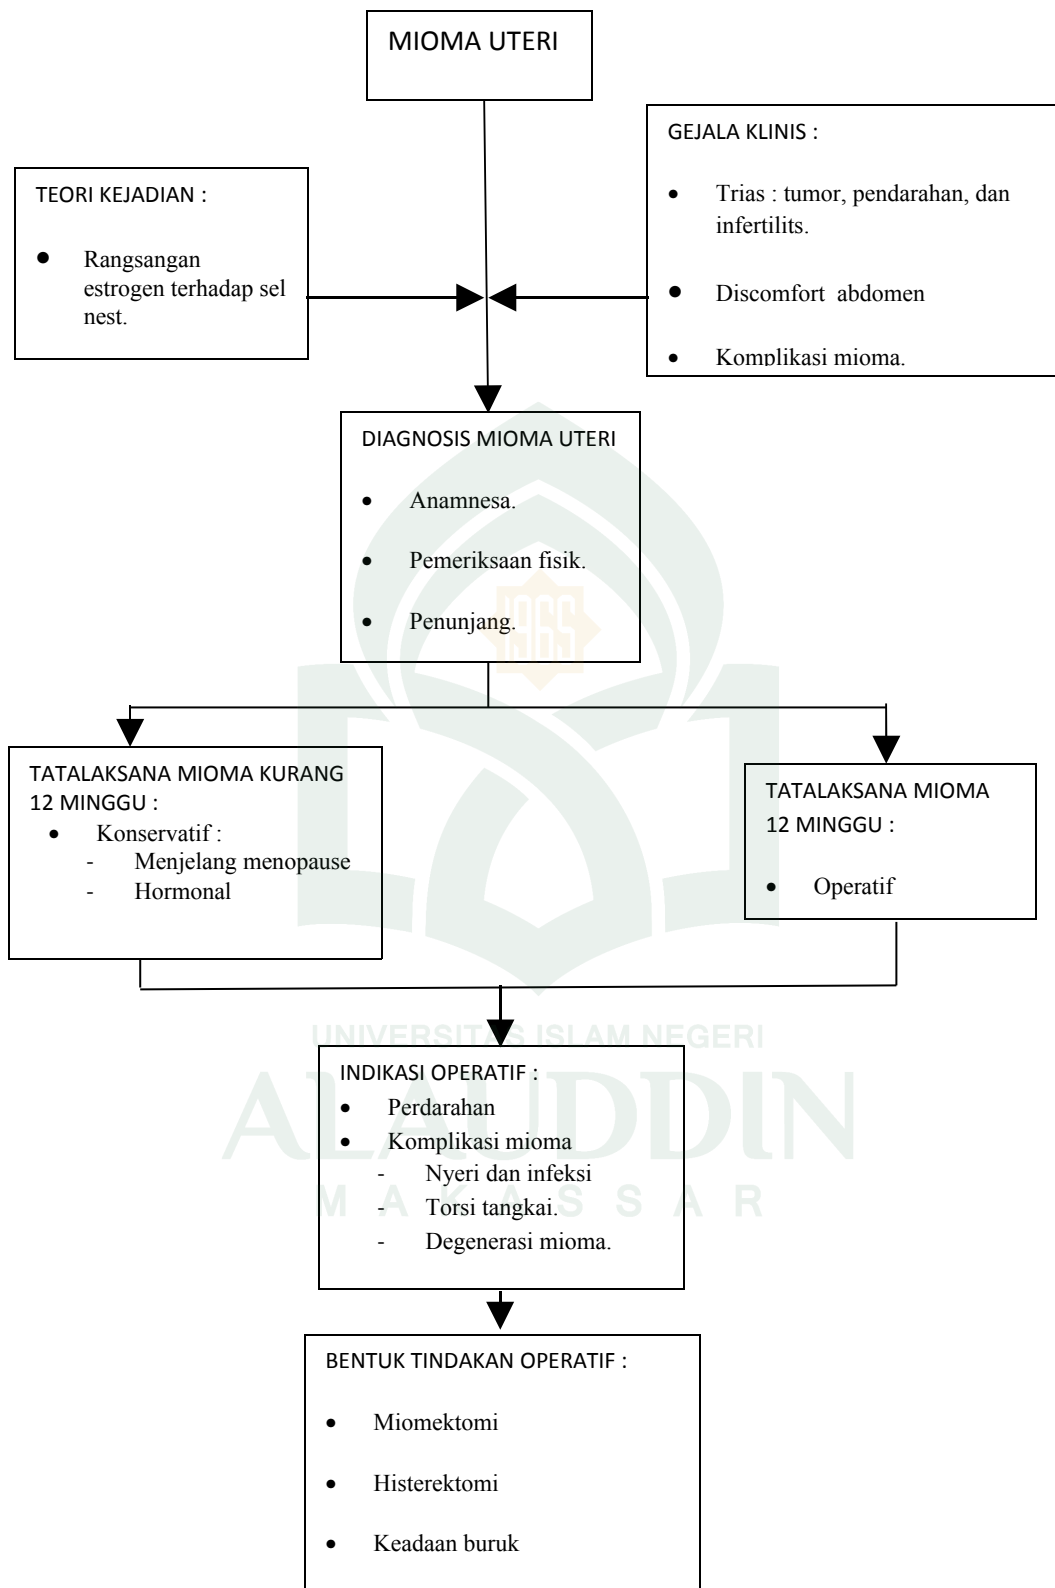 MIOMA UTERI
GEJALA KLINIS :
• Trias : tumor, pendarahan, dan
infertilits.
• Discomfort abdomen
• Komplikasi mioma.
TEORI KEJADIAN :
• Rangsangan
estrogen terhadap sel
nest.
DIAGNOSIS MIOMA UTERI
• Anamnesa.
• Pemeriksaan fisik.
• Penunjang.
1965
TATALAKSANA MIOMA KURANG
12 MINGGU :
• Konservatif :
- Menjelang menopause
- Hormonal
TATALAKSANA MIOMA
12 MINGGU :
• Operatif
UNIVERSITAS ISLAM NEGERI
ALAUDDIN
MAKASSAR
INDIKASI OPERATIF :
• Perdarahan
• Komplikasi mioma
- Nyeri dan infeksi
- Torsi tangkai.
- Degenerasi mioma.
BENTUK TINDAKAN OPERATIF :
• Miomektomi
• Histerektomi
• Keadaan buruk